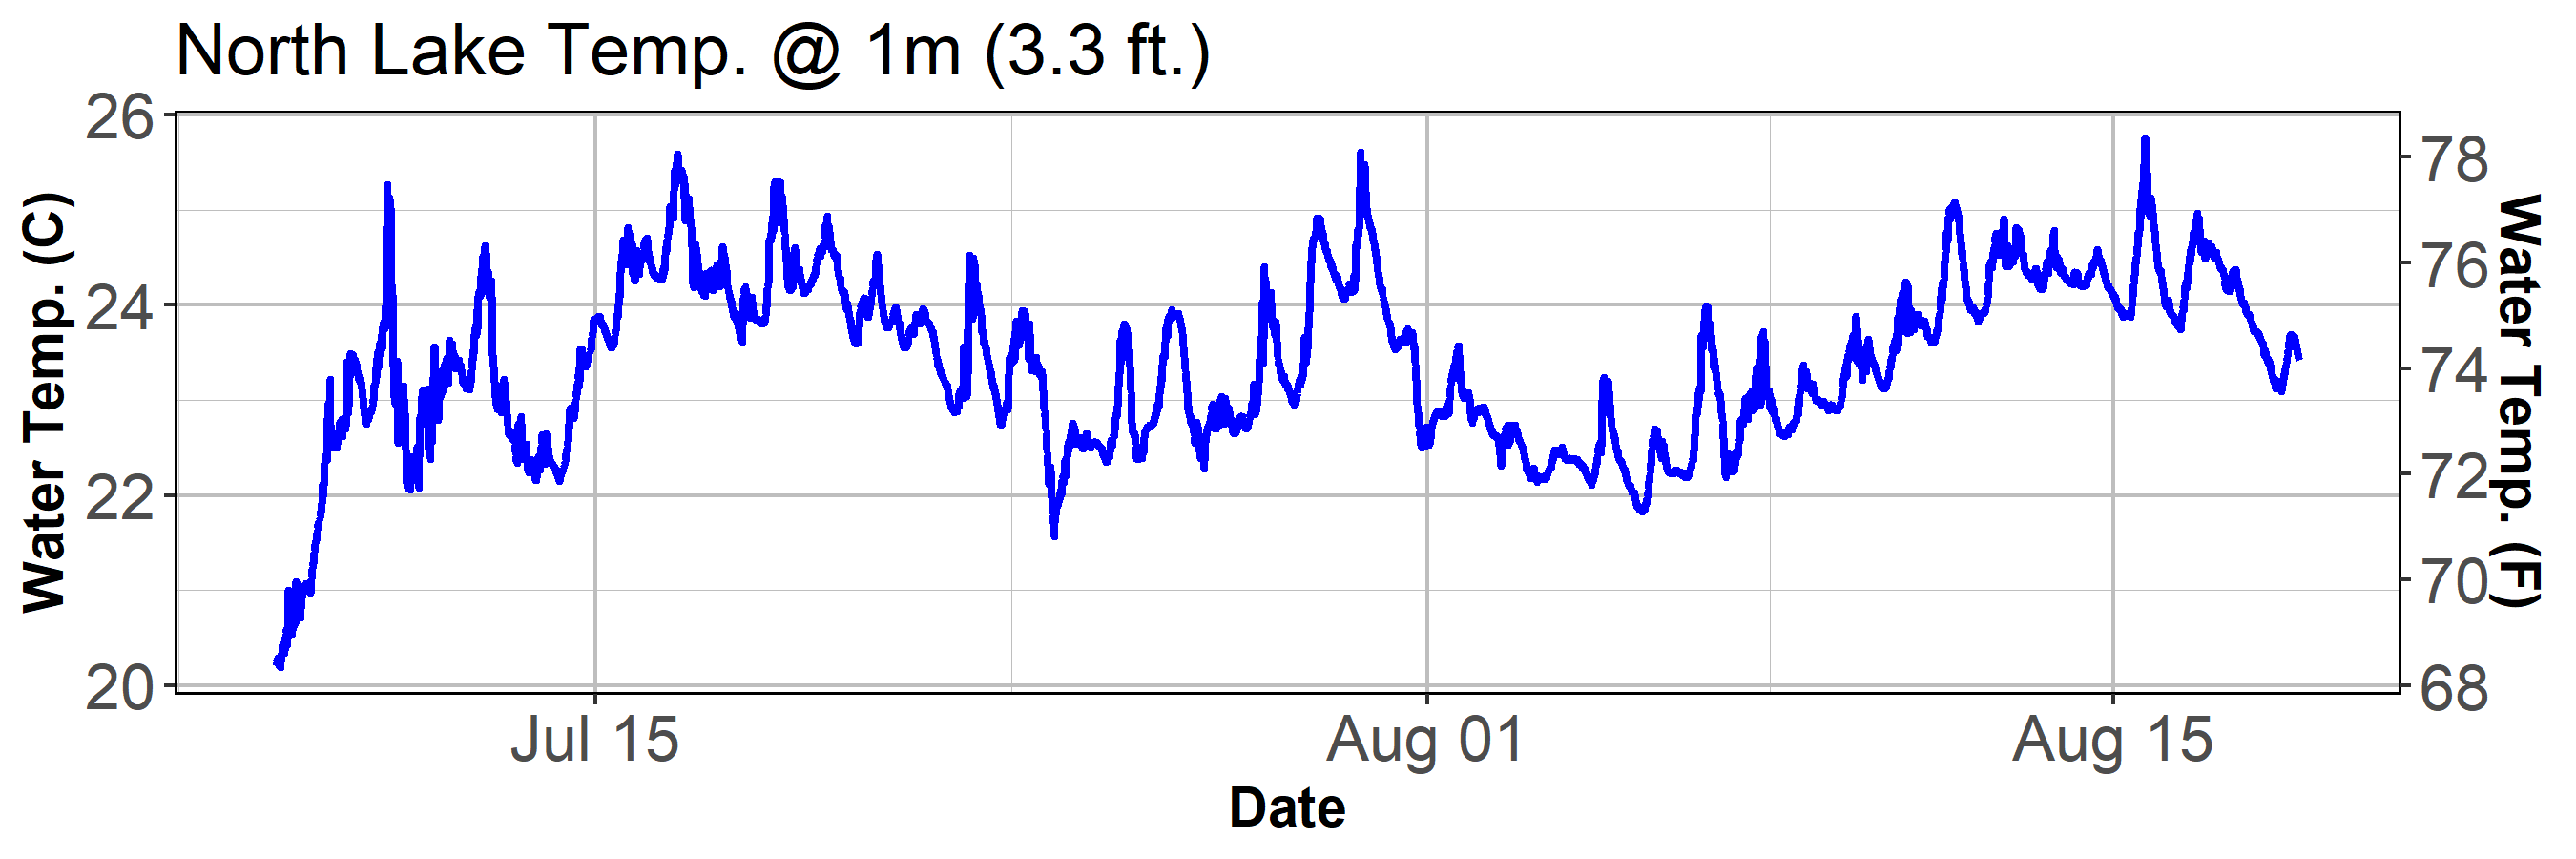 North Lake Temp. @ 1m (3.3 ft.)
Water Temp. (C)
26
24
22
20
78
76
74
72
70
68
Water Temp. (F)
Jul 15
Aug 01
Aug 15
Date